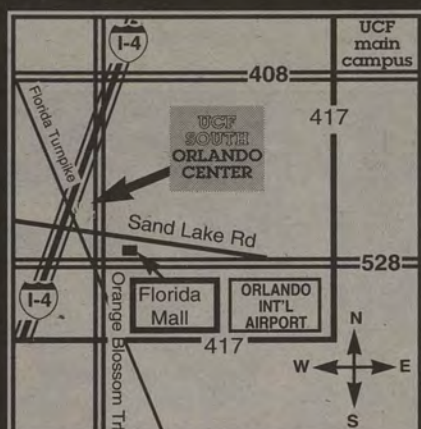 I-4
UCF
main
campus
408
Florida Turnpike
417
UCF
SOUTH
ORLANDO
CENTER
Sand Lake Rd
528
I-4
Florida
Mall
ORLANDO
INT'L
AIRPORT
Orange Blossom Tr
417
N
W E
S